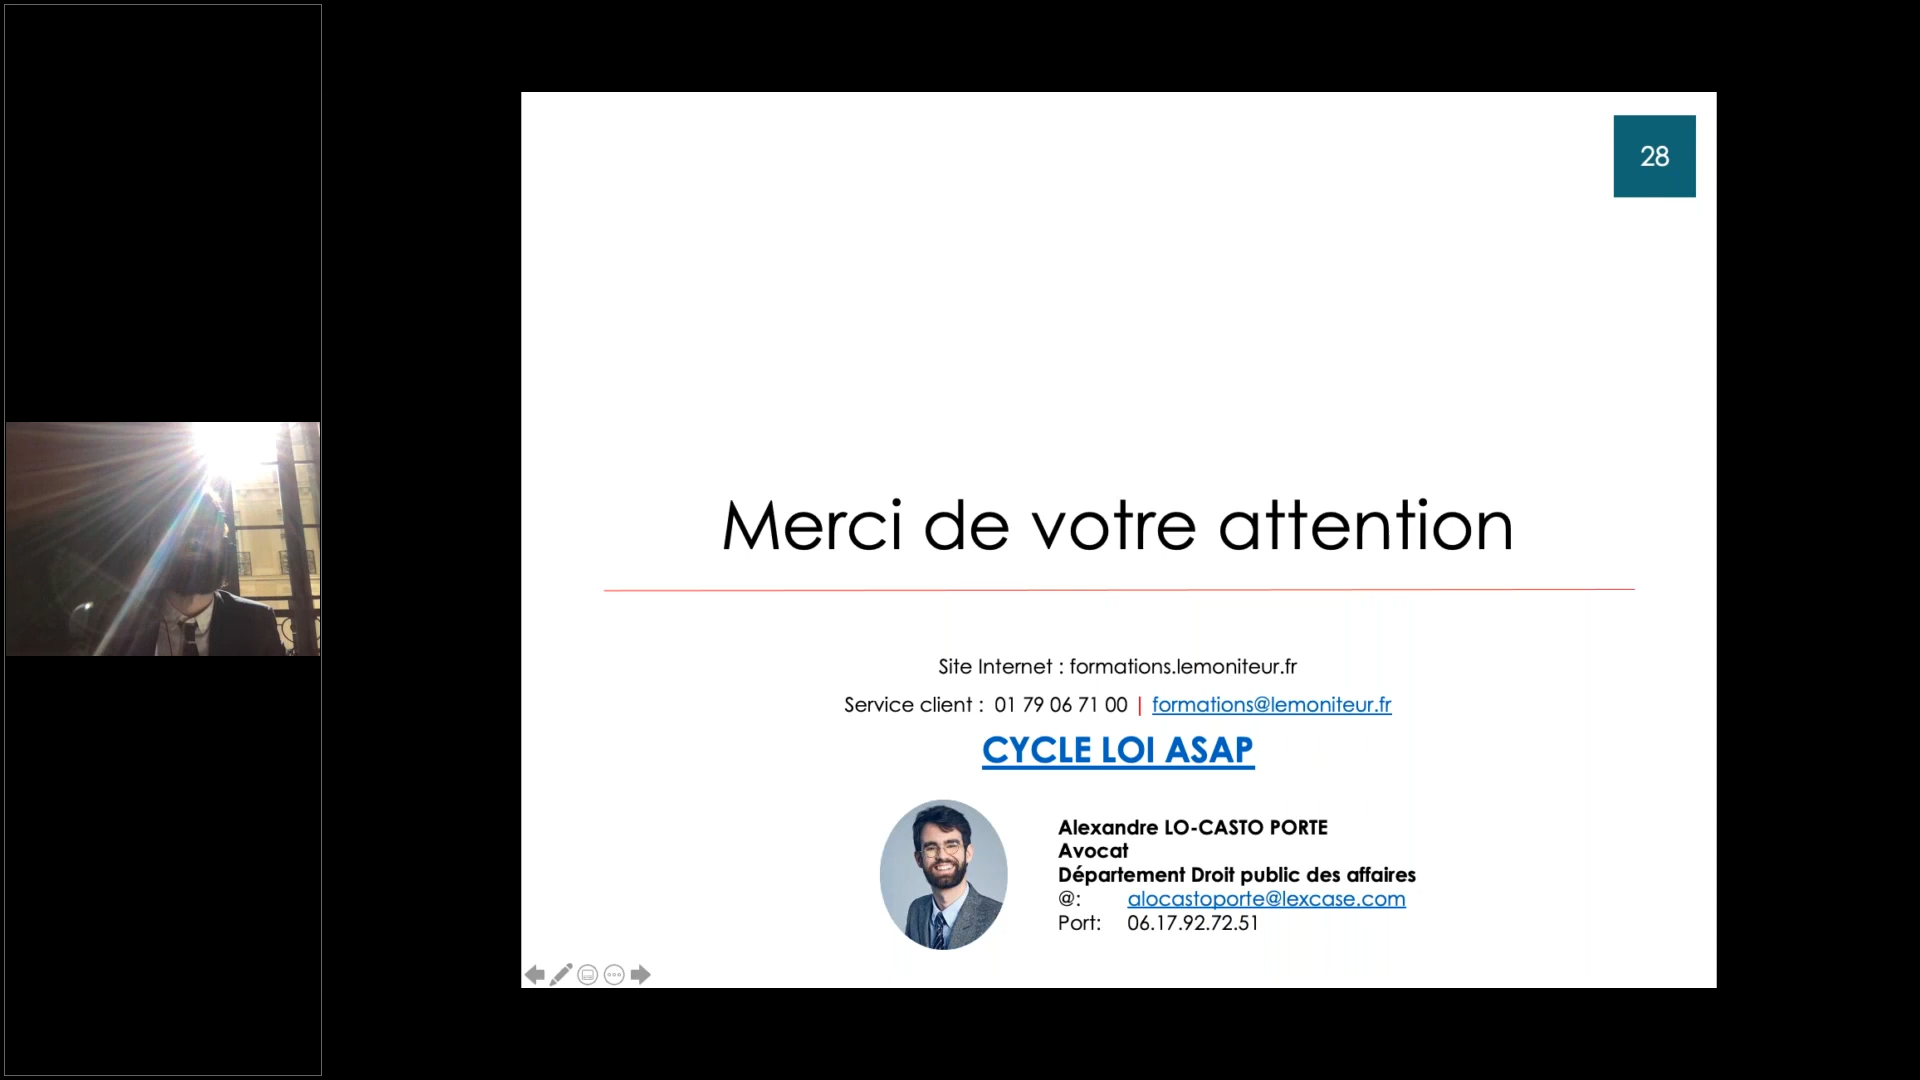 28
Merci de votre attention
Site Internet : formations.lemoniteur.fr
Service client : 01 79 06 71 00 | formations@lemoniteur.fr
CYCLE LOI ASAP
Alexandre LO-CASTO PORTE
Avocat
Département Droit public des affaires
@: alocastoporte@lexcase.com
Port: 06.17.92.72.51